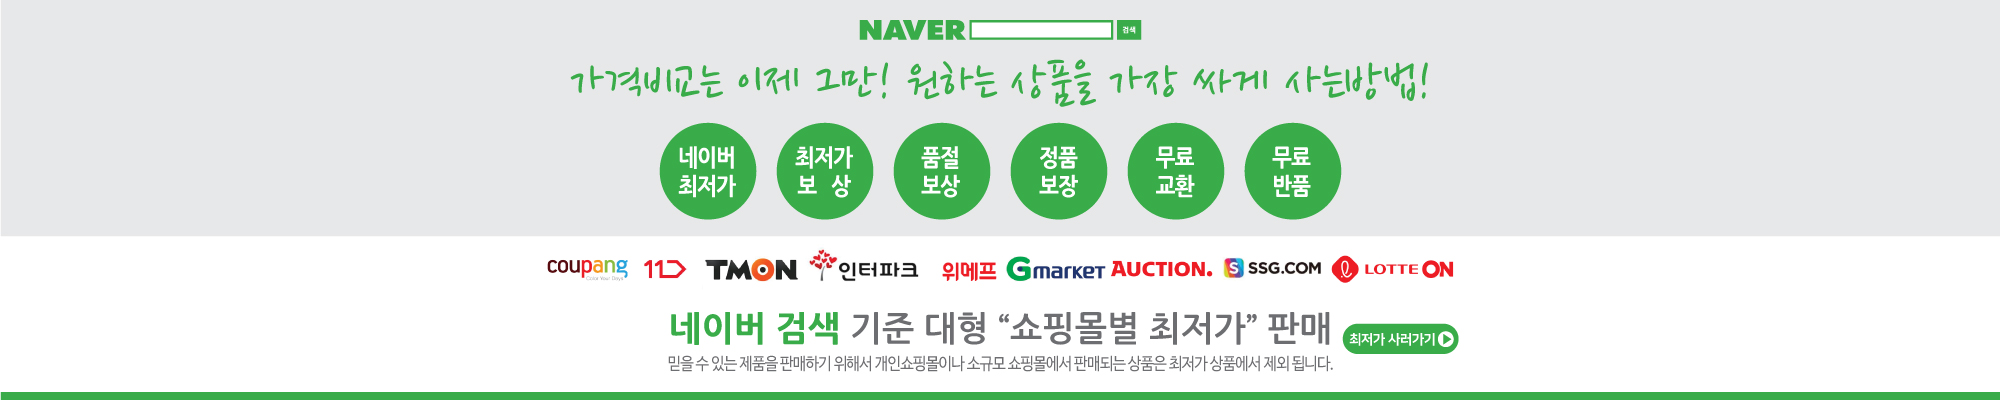 NAVER 검색
가격비교는 이제 그만! 원하는 상품을 가장 싸게 사는방법!
네이버 최저가
최저가 보 상
품절 보상
정품 보장
무료 교환
무료 반품
coupang 11 TMON 인터파크 위메프 Gmarket AUCTION. S SSG.COM LOTTE ON
네이버 검색 기준 대형 “쇼핑몰별 최저가” 판매
최저가 사러가기
믿을 수 있는 제품을 판매하기 위해서 개인쇼핑몰이나 소규모 쇼핑몰에서 판매되는 상품은 최저가 상품에서 제외 됩니다.